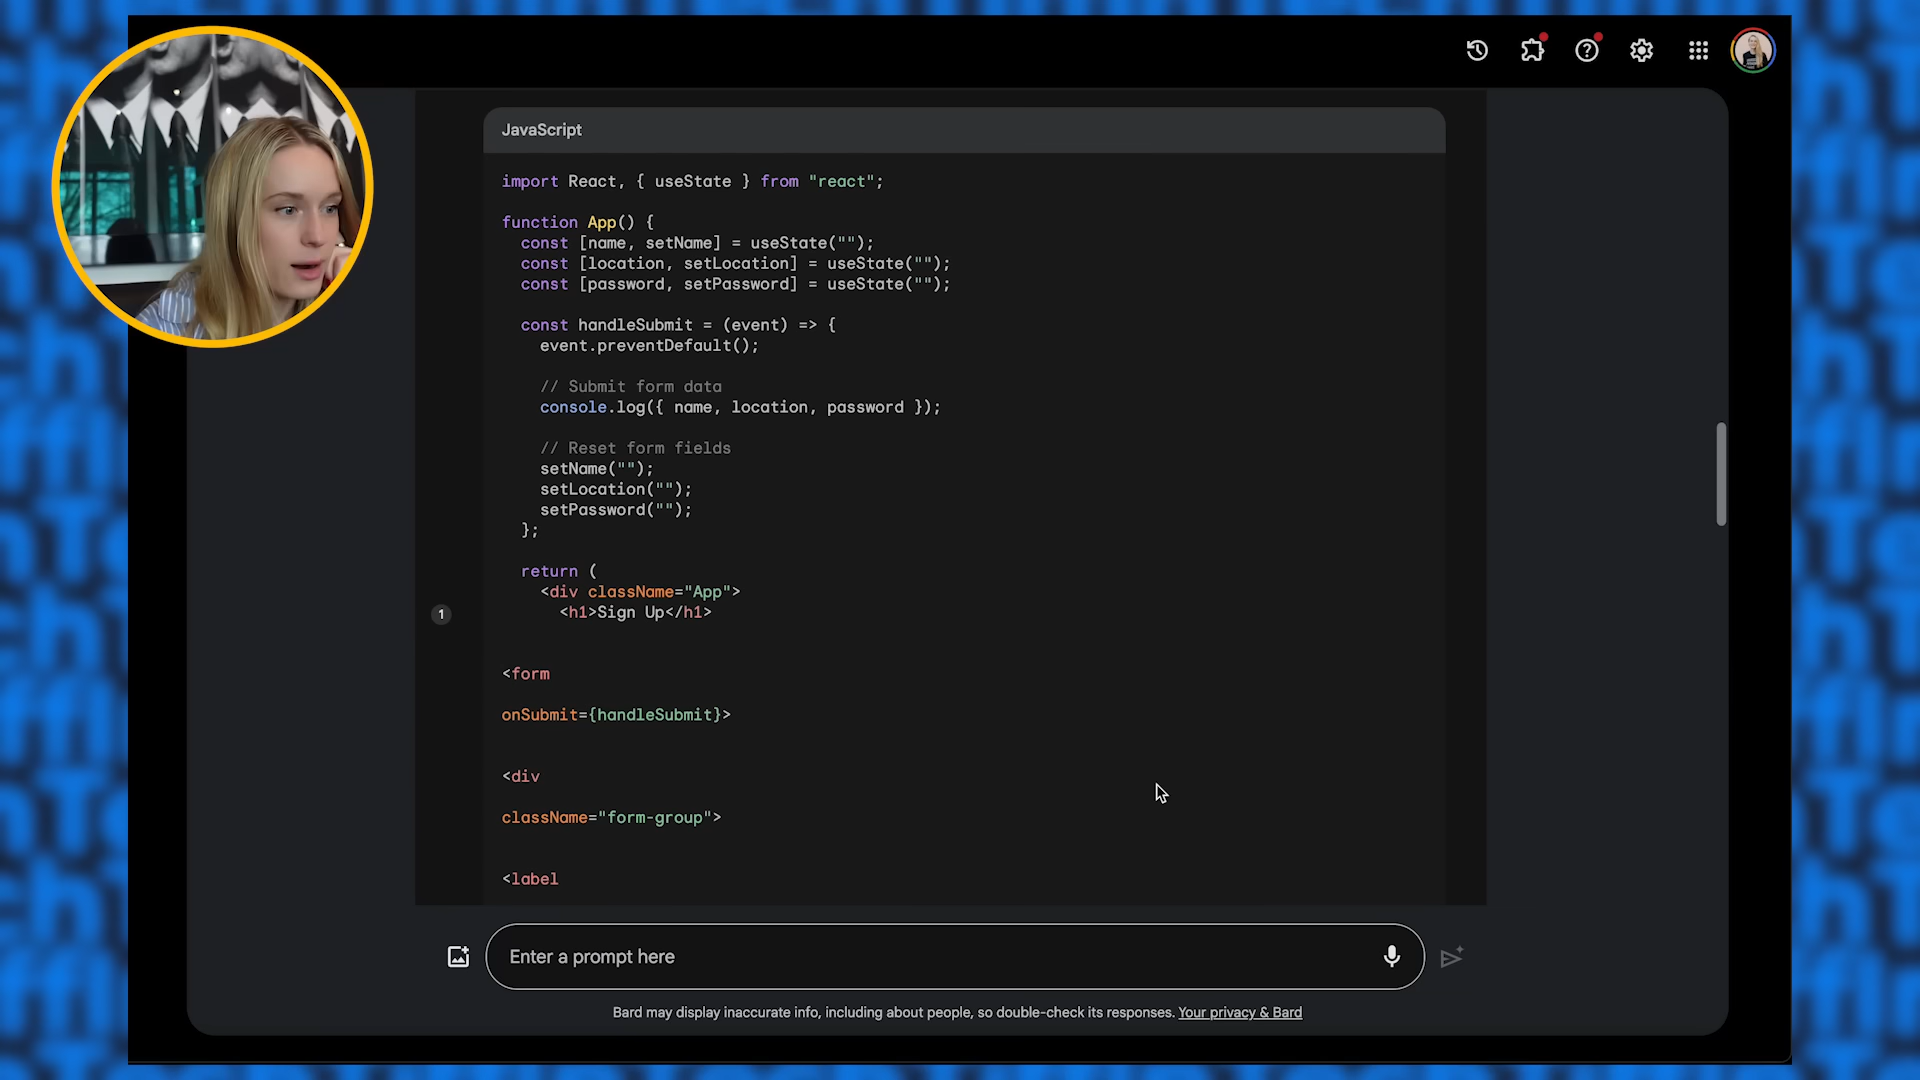 JavaScript
import React, { useState } from "react";
function App() {
const [name, setName] = useState("");
const [location, setLocation] = useState("");
const [password, setPassword] = useState("");
const handleSubmit = (event) => {
event.preventDefault();
// Submit form data
console.log({ name, location, password });
// Reset form fields
setName("");
setLocation("");
setPassword("");
};
return (
<div className="App">
<h1>Sign Up</h1>
1
<form
onSubmit={handleSubmit}>
<div
className="form-group">
<label
Enter a prompt here
Bard may display inaccurate info, including about people, so double-check its responses. Your privacy & Bard